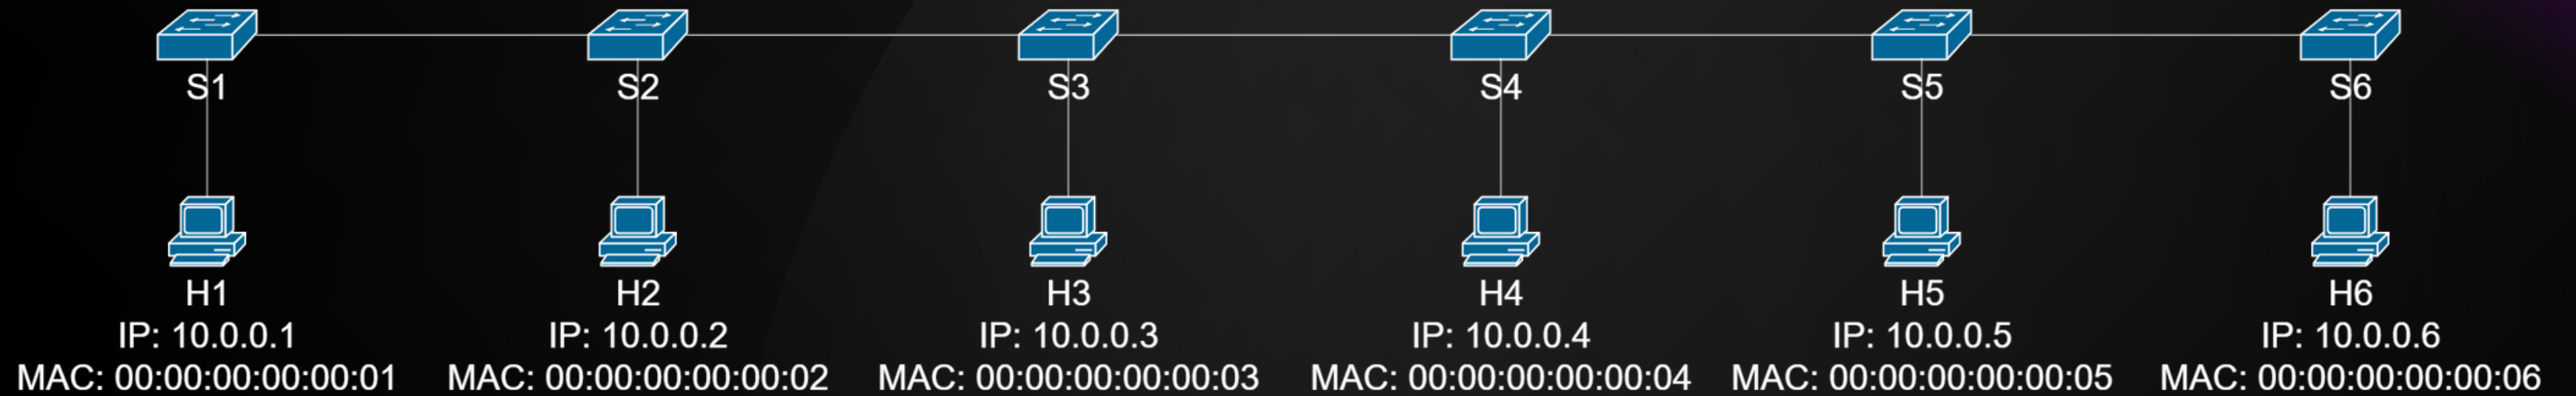 S1
S2
S3
S4
S5
S6
H1
IP: 10.0.0.1
MAC: 00:00:00:00:00:01
H2
IP: 10.0.0.2
MAC: 00:00:00:00:00:02
H3
IP: 10.0.0.3
MAC: 00:00:00:00:00:03
H4
IP: 10.0.0.4
MAC: 00:00:00:00:00:04
H5
IP: 10.0.0.5
MAC: 00:00:00:00:00:05
H6
IP: 10.0.0.6
MAC: 00:00:00:00:00:06